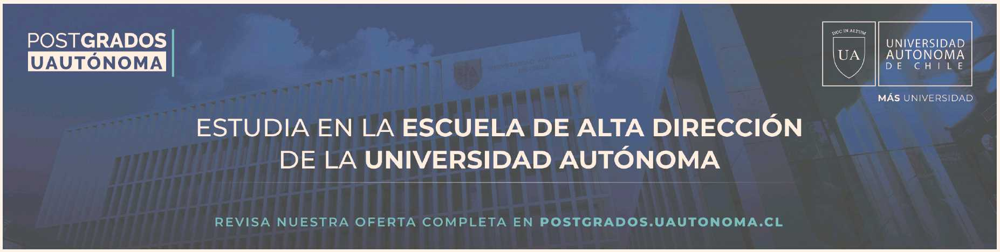 POSTGRADOS
UAUTÓNOMA
DUC IN ALTUM
UA
UNIVERSIDAD
AUTONOMA
DE CHILE
MÁS UNIVERSIDAD
UNIVERSIDAD AUTÓNOMA
DE CHILE
ESTUDIA EN LA ESCUELA DE ALTA DIRECCIÓN
DE LA UNIVERSIDAD AUTÓNOMA
REVISA NUESTRA OFERTA COMPLETA EN POSTGRADOS.UAUTONOMA.CL